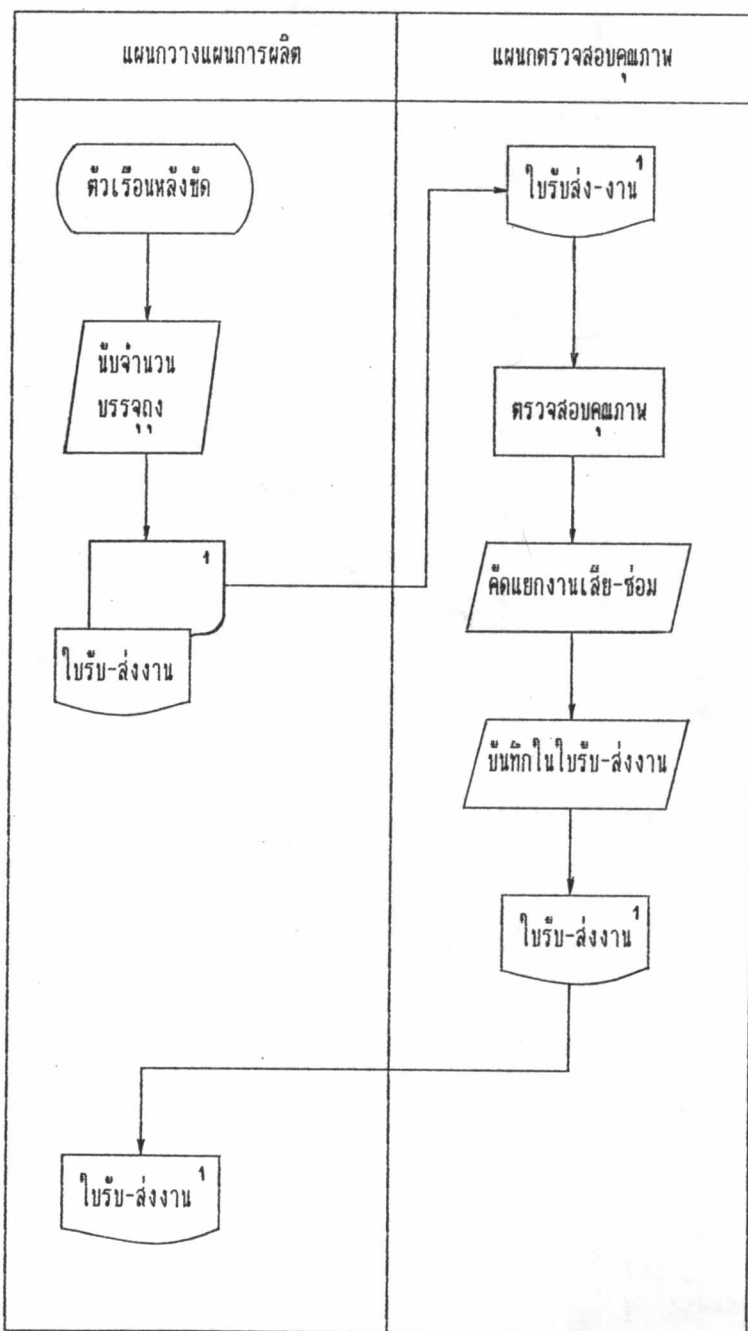 แผนกวางแผนการผลิต
แผนกตรวจสอบคุณภาพ
ตัวเรือนหลังขัด
นับจำนวน
บรรจุถุง
1
ใบรับ-ส่งงาน
1
ใบรับส่ง-งาน
ตรวจสอบคุณภาพ
คัดแยกงานเสีย-ซ่อม
บันทึกในใบรับ-ส่งงาน
1
ใบรับ-ส่งงาน
1
ใบรับ-ส่งงาน